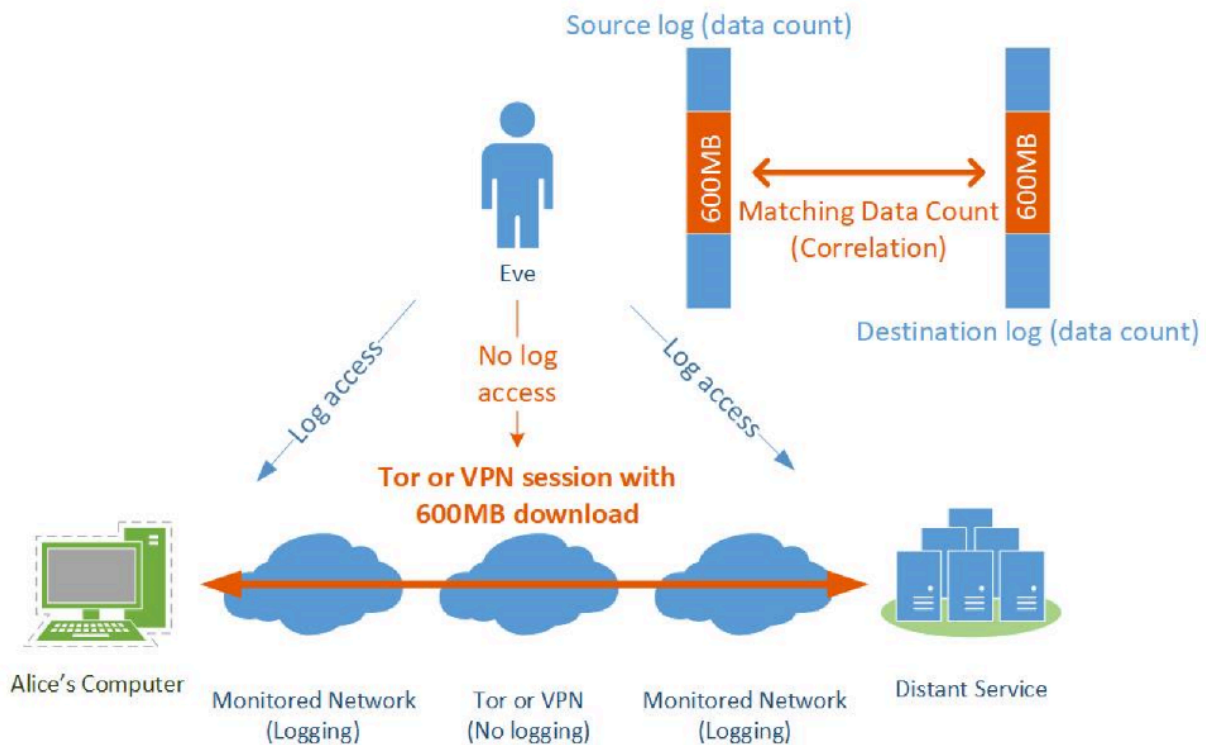 Source log (data count)
600MB
600MB
Matching Data Count
(Correlation)
Eve
Destination log (data count)
Log access
No log
access
Log access
Tor or VPN session with
600MB download
Alice's Computer
Monitored Network
(Logging)
Tor or VPN
(No logging)
Monitored Network
(Logging)
Distant Service